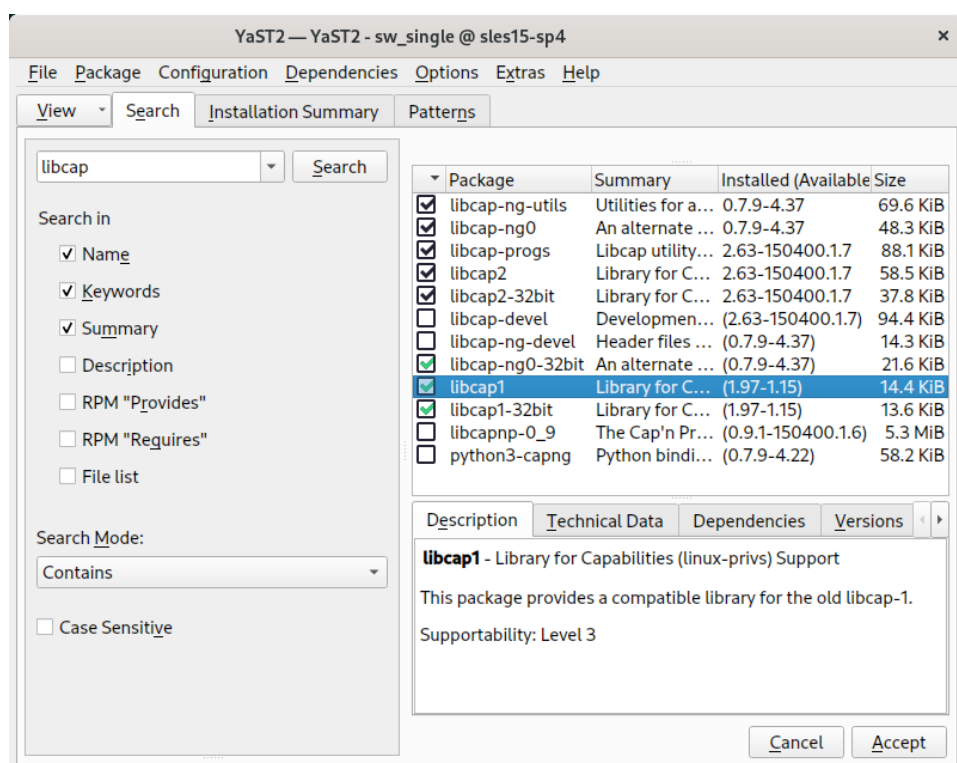 YaST2 — YaST2 - sw_single @ sles15-sp4
File Package Configuration Dependencies Options Extras Help
View Search Installation Summary Patterns
libcap Search
Search in
Name
Keywords
Summary
Description
RPM "Provides"
RPM "Requires"
File list
Search Mode:
Contains
Case Sensitive
Package Summary Installed (Available Size
libcap-ng-utils Utilities for a... 0.7.9-4.37 69.6 KiB
libcap-ng0 An alternate ... 0.7.9-4.37 48.3 KiB
libcap-progs Libcap utility... 2.63-150400.1.7 88.1 KiB
libcap2 Library for C... 2.63-150400.1.7 58.5 KiB
libcap2-32bit Library for C... 2.63-150400.1.7 37.8 KiB
libcap-devel Developmen... (2.63-150400.1.7) 94.4 KiB
libcap-ng-devel Header files ... (0.7.9-4.37) 14.3 KiB
libcap-ng0-32bit An alternate ... (0.7.9-4.37) 21.6 KiB
libcap1 Library for C... (1.97-1.15) 14.4 KiB
libcap1-32bit Library for C... (1.97-1.15) 13.6 KiB
libcapnp-0_9 The Cap'n Pr... (0.9.1-150400.1.6) 5.3 MiB
python3-capng Python bindi... (0.7.9-4.22) 58.2 KiB
Description Technical Data Dependencies Versions
libcap1 - Library for Capabilities (linux-privs) Support
This package provides a compatible library for the old libcap-1.
Supportability: Level 3
Cancel Accept